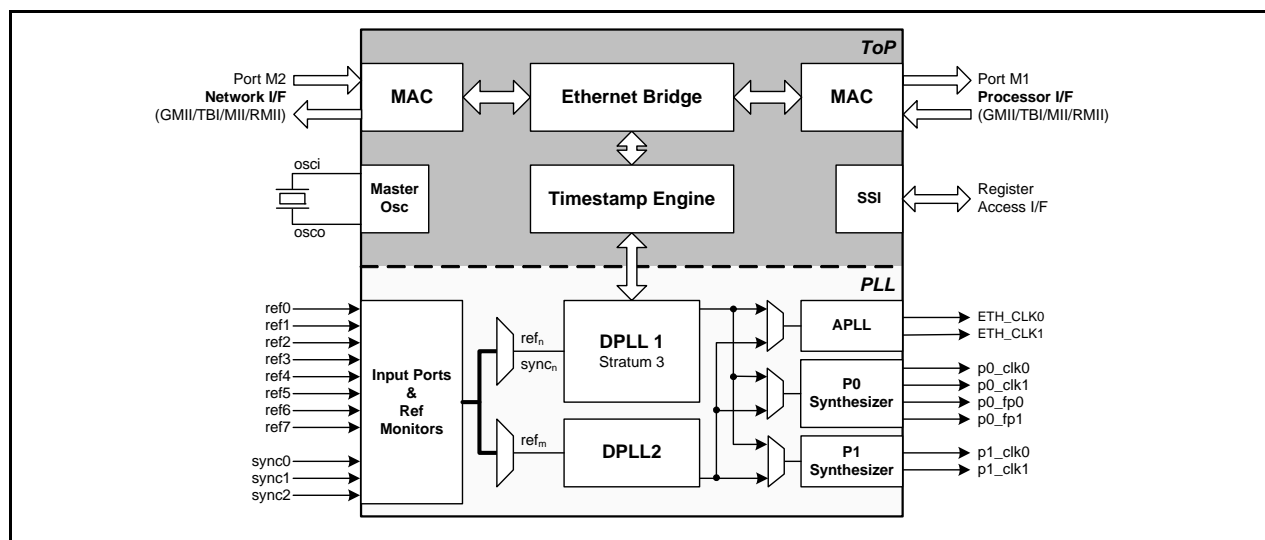 ToP
Port M2
Network I/F
(GMII/TBI/MII/RMII)
MAC
Ethernet Bridge
MAC
Port M1
Processor I/F
(GMII/TBI/MII/RMII)
osci
osco
Master
Osc
Timestamp Engine
SSI
Register
Access I/F
PLL
ref0
ref1
ref2
ref3
ref4
ref5
ref6
ref7
sync0
sync1
sync2
Input Ports
&
Ref
Monitors
refn
syncn
refm
DPLL 1
Stratum 3
DPLL2
APLL
P0
Synthesizer
P1
Synthesizer
ETH_CLK0
ETH_CLK1
p0_clk0
p0_clk1
p0_fp0
p0_fp1
p1_clk0
p1_clk1